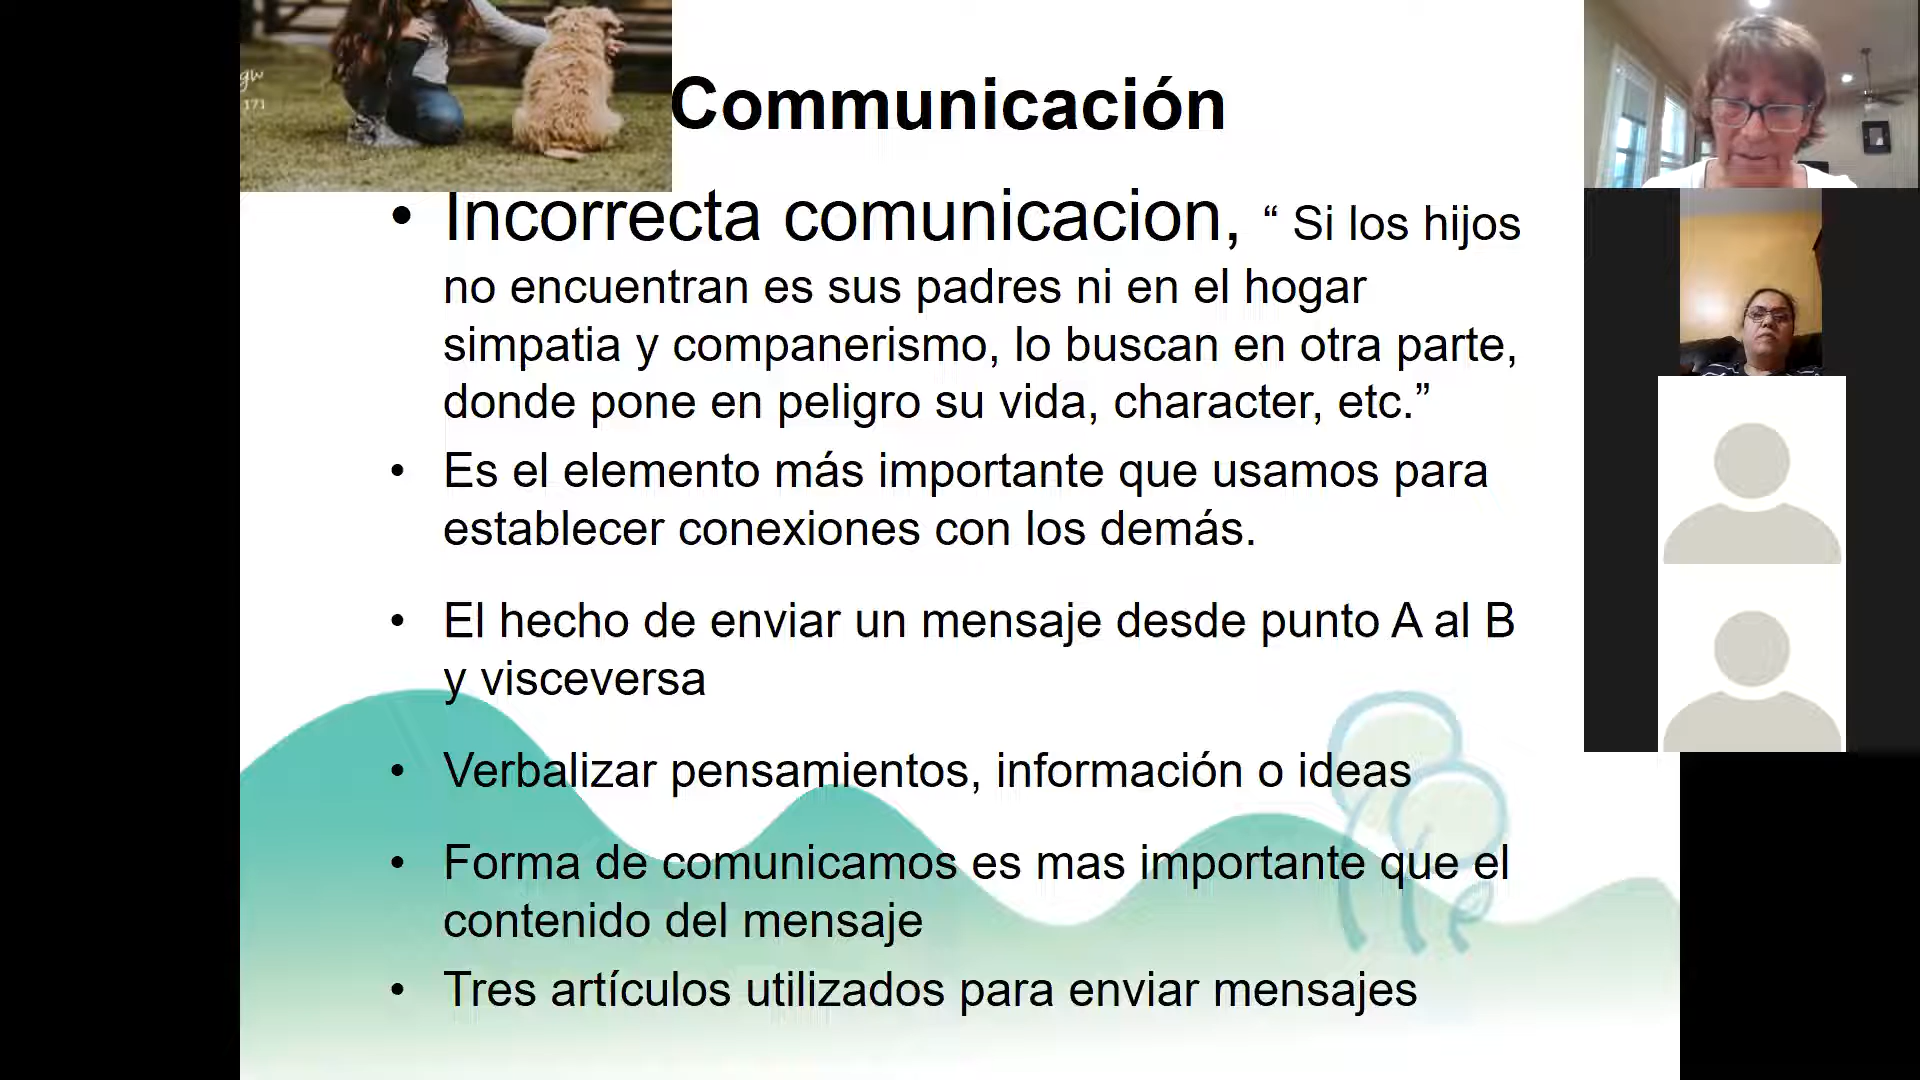 gw
171
Communicación
• Incorrecta comunicacion, “ Si los hijos
no encuentran es sus padres ni en el hogar
simpatia y companerismo, lo buscan en otra parte,
donde pone en peligro su vida, character, etc.”
• Es el elemento más importante que usamos para
establecer conexiones con los demás.
• El hecho de enviar un mensaje desde punto A al B
y visceversa
• Verbalizar pensamientos, información o ideas
• Forma de comunicamos es mas importante que el
contenido del mensaje
• Tres artículos utilizados para enviar mensajes